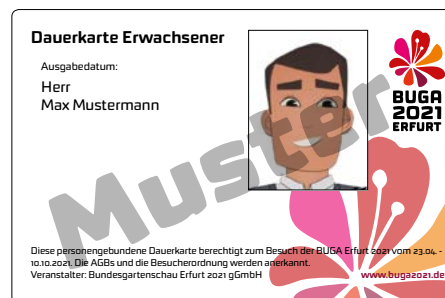 Dauerkarte Erwachsener
Ausgabedatum:
Herr
Max Mustermann
BUGA
2021
ERFURT
Muster
Diese personengebundene Dauerkarte berechtigt zum Besuch der BUGA Erfurt 2021 vom 23.04. -
10.10.2021. Die AGBs und die Besucherordnung werden anerkannt.
Veranstalter: Bundesgartenschau Erfurt 2021 gGmbH
www.buga2021.de